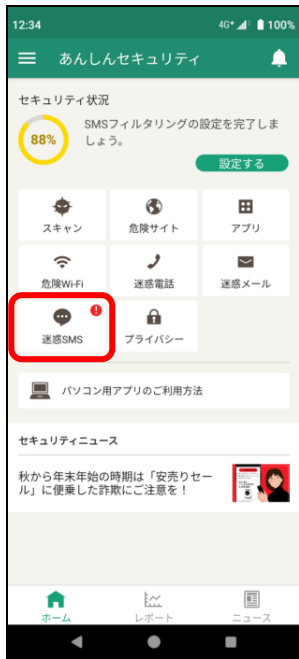 12:34
4G+
100%
あんしんセキュリティ
セキュリティ状況
88%
SMSフィルタリングの設定を完了しま
しょう。
設定する
スキャン
危険サイト
アプリ
危険Wi-Fi
迷惑電話
迷惑メール
迷惑SMS
プライバシー
パソコン用アプリのご利用方法
セキュリティニュース
秋から年末年始の時期は「安売りセー
ル」に便乗した詐欺にご注意を！
ホーム
レポート
ニュース